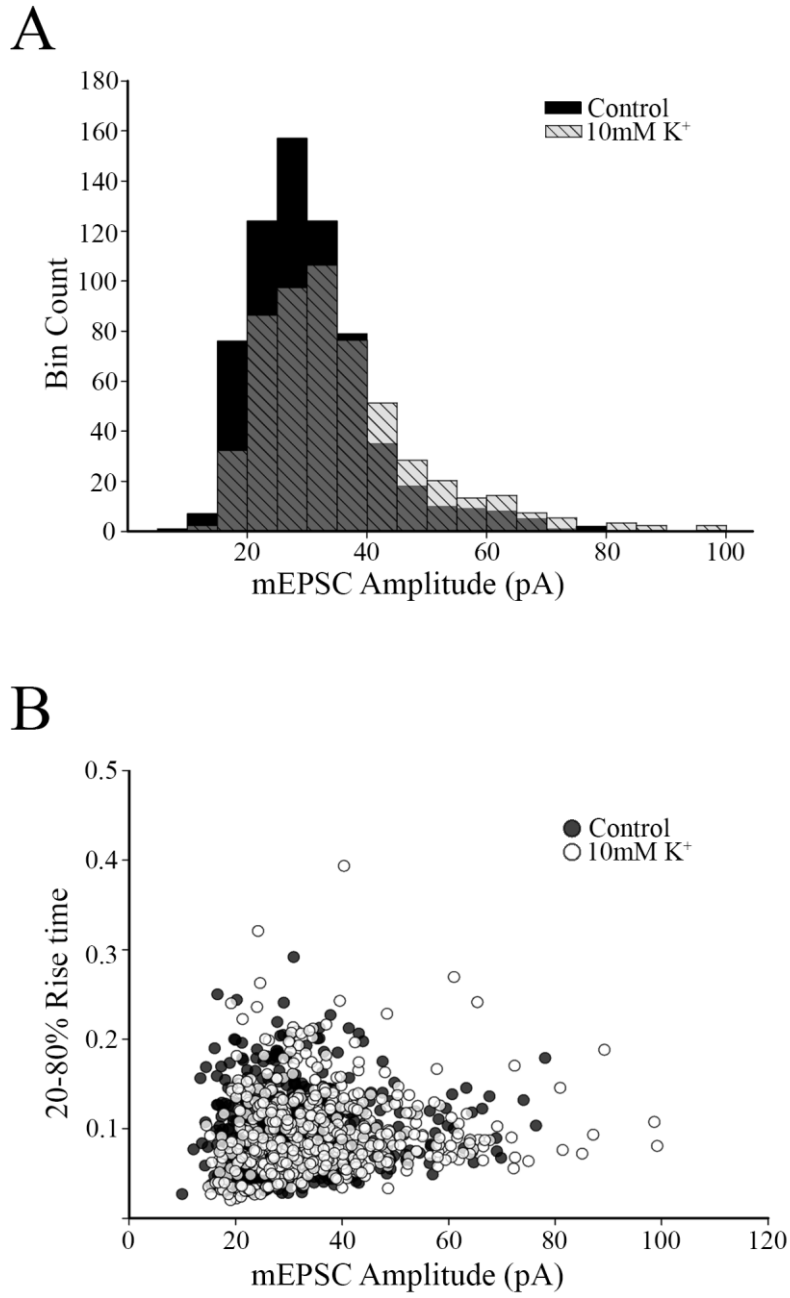 A
180
160
140
120
100
80
60
40
20
0
Bin Count
Control
10mM K⁺
20 40 60 80 100
mEPSC Amplitude (pA)
B
0.5
0.4
0.3
0.2
0.1
20-80% Rise time
Control
10mM K⁺
0 20 40 60 80 100 120
mEPSC Amplitude (pA)